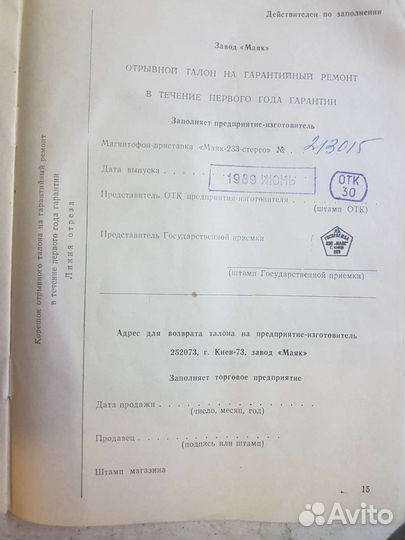 Действителен по заполнении
Завод «Маяк»
ОТРЫВНОЙ ТАЛОН НА ГАРАНТИЙНЫЙ РЕМОНТ
В ТЕЧЕНИЕ ПЕРВОГО ГОДА ГАРАНТИИ
Заполняет предприятие-изготовитель
Магнитофон-приставка «Маяк-233-стерео» № . 213015
Дата выпуска . . 1989 ИЮНЬ
ОТК
30
Представитель ОТК предприятия-изготовителя . .
(штамп ОТК)
Представитель Государственной приемки /
ГОСПРИЕМКА
(штамп Государственной приемки)
Адрес для возврата талона на предприятие-изготовитель
252073, г. Киев-73, завод «Маяк»
Заполняет торговое предприятие
Дата продажи . . . . . . . . . . . . . .
(число, месяц, год)
Продавец . . . . . . . . . . . . . . .
(подпись или штамп)
Штамп магазина
15
Корешок отрывного талона на гарантийный ремонт
в течение первого года гарантии
Линия отреза
Avito